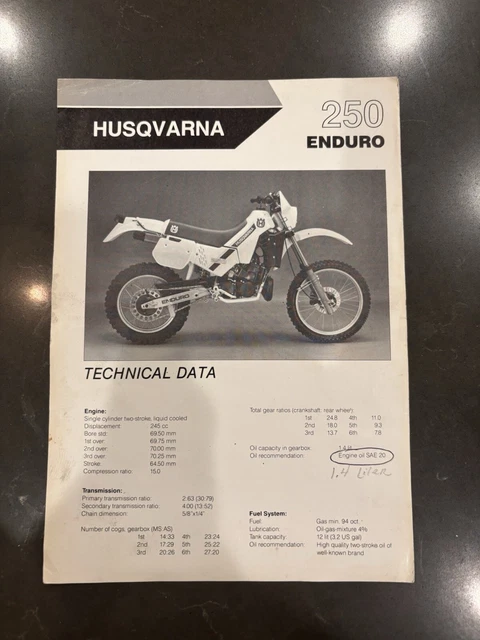 250
HUSQVARNA
ENDURO
ENDURO
TECHNICAL DATA
Engine:
Single cylinder two-stroke, liquid cooled
Displacement 245 cc
Bore std: 69.50 mm
1st over: 69.75 mm
2nd over: 70.00 mm
3rd over: 70.25 mm
Stroke 64.50 mm
Compression ratio: 15.0
Transmission:
Primary transmission ratio: 2.63 (30:79)
Secondary transmission ratio: 4.00 (13:52)
Chain dimension: 5/8"x1/4"
Number of cogs, gearbox (MS:AS)
1st 14:33 4th 23:24
2nd 17:29 5th 25:22
3rd 20:26 6th 27:20
Total gear ratios (crankshaft: rear wheel):
1st 24.8 4th 11.0
2nd 18.0 5th 9.3
3rd 13.7 6th 7.8
Oil capacity in gearbox:
Oil recommendation: Engine oil SAE 20
1.4 Liter
Fuel System:
Fuel: Gas min. 94 oct.
Lubrication: Oil-gas-mixture 4%
Tank capacity 12 lit (3.2 US gal)
Oil recommendation: High quality two-stroke oil of
well-known brand